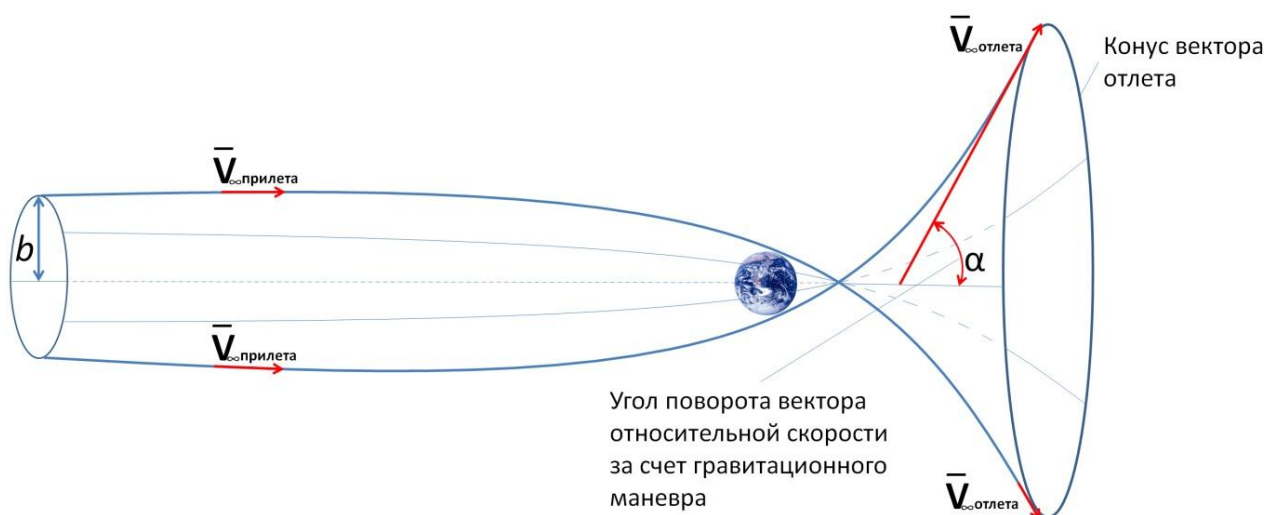 V̅∞отлета
Конус вектора
отлета
V̅∞прилета
b
α
V̅∞прилета
Угол поворота вектора
относительной скорости
за счет гравитационного
маневра
V̅∞отлета